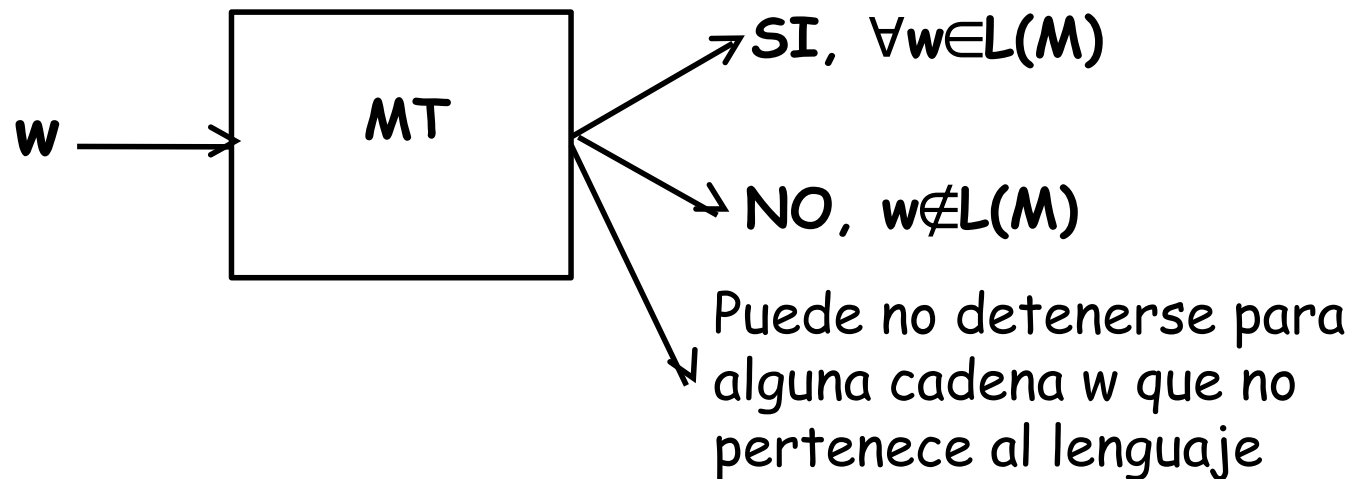 SI, ∀w∈L(M)
w
MT
NO, w∉L(M)
Puede no detenerse para
alguna cadena w que no
pertenece al lenguaje